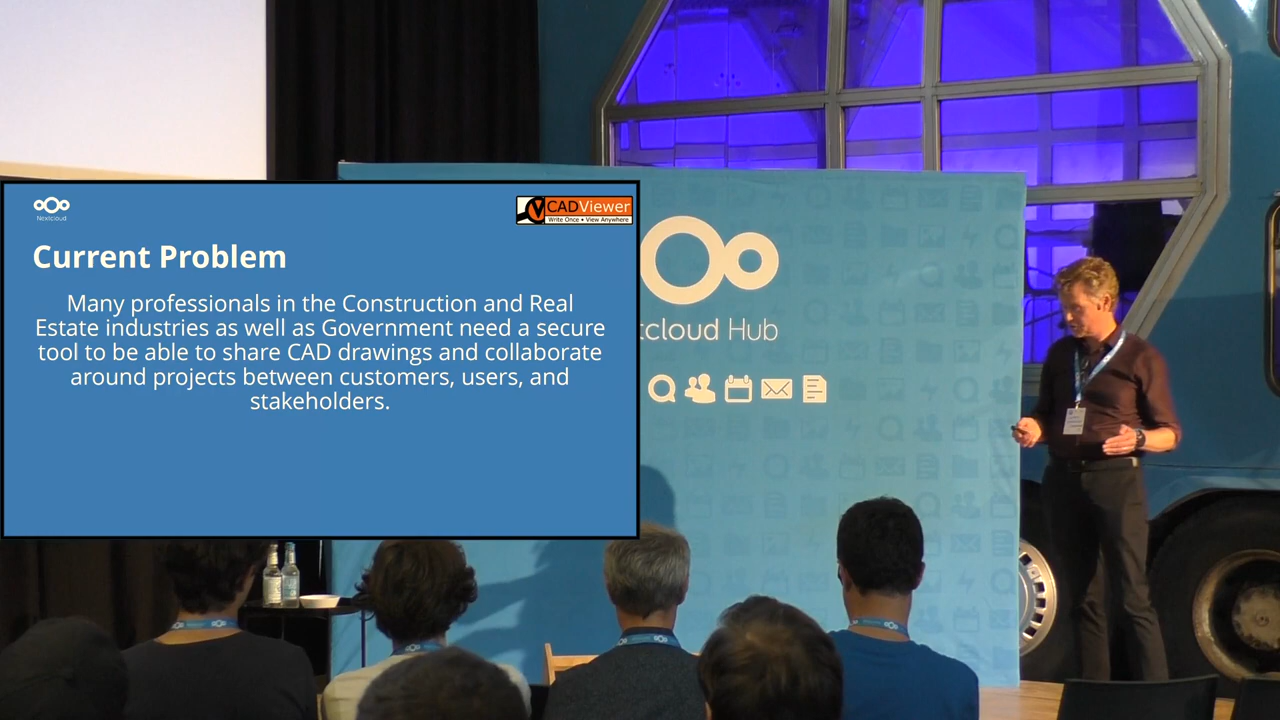 Nextcloud
CADViewer
Write Once • View Anywhere
Current Problem
Many professionals in the Construction and Real
Estate industries as well as Government need a secure
tool to be able to share CAD drawings and collaborate
around projects between customers, users, and
stakeholders.
tcloud Hub